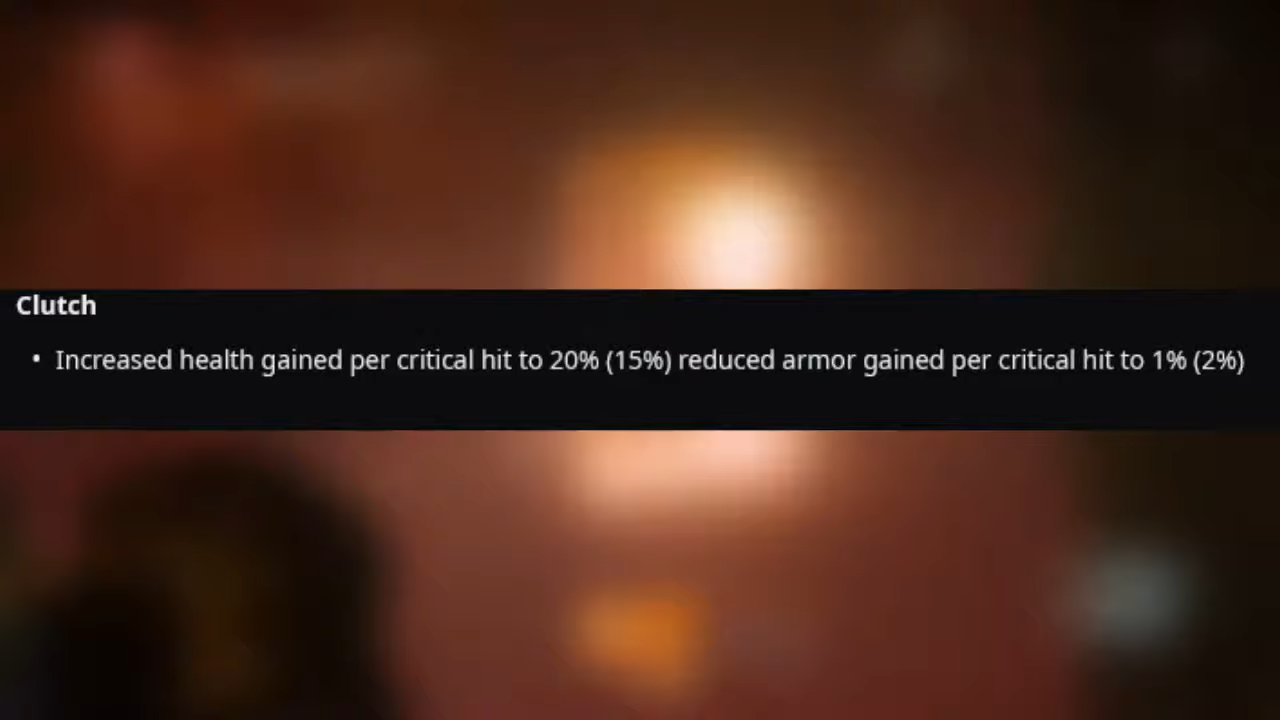 Clutch
• Increased health gained per critical hit to 20% (15%) reduced armor gained per critical hit to 1% (2%)